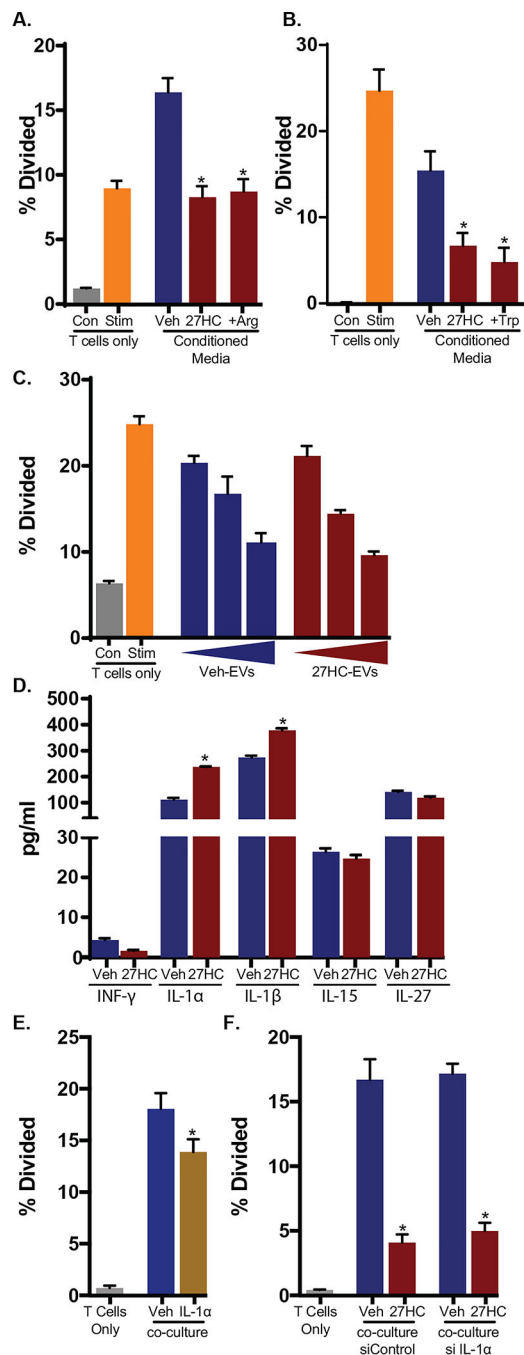 A.
% Divided
20
15
10
5
0
* *
Con Stim Veh 27HC +Arg
T cells only Conditioned
Media
B.
% Divided
30
20
10
0
* *
Con Stim Veh 27HC +Trp
T cells only Conditioned
Media
C.
% Divided
30
20
10
0
Con Stim
T cells only
Veh-EVs 27HC-EVs
D.
pg/ml
400
300
200
100
30
20
10
0
* *
Veh 27HC Veh 27HC Veh 27HC Veh 27HC Veh 27HC
INF-γ IL-1α IL-1β IL-15 IL-27
E.
% Divided
25
20
15
10
5
0
*
T Cells Veh IL-1α
Only co-culture
F.
% Divided
20
15
10
5
0
* *
T Cells Veh 27HC Veh 27HC
Only co-culture co-culture
siControl si IL-1α